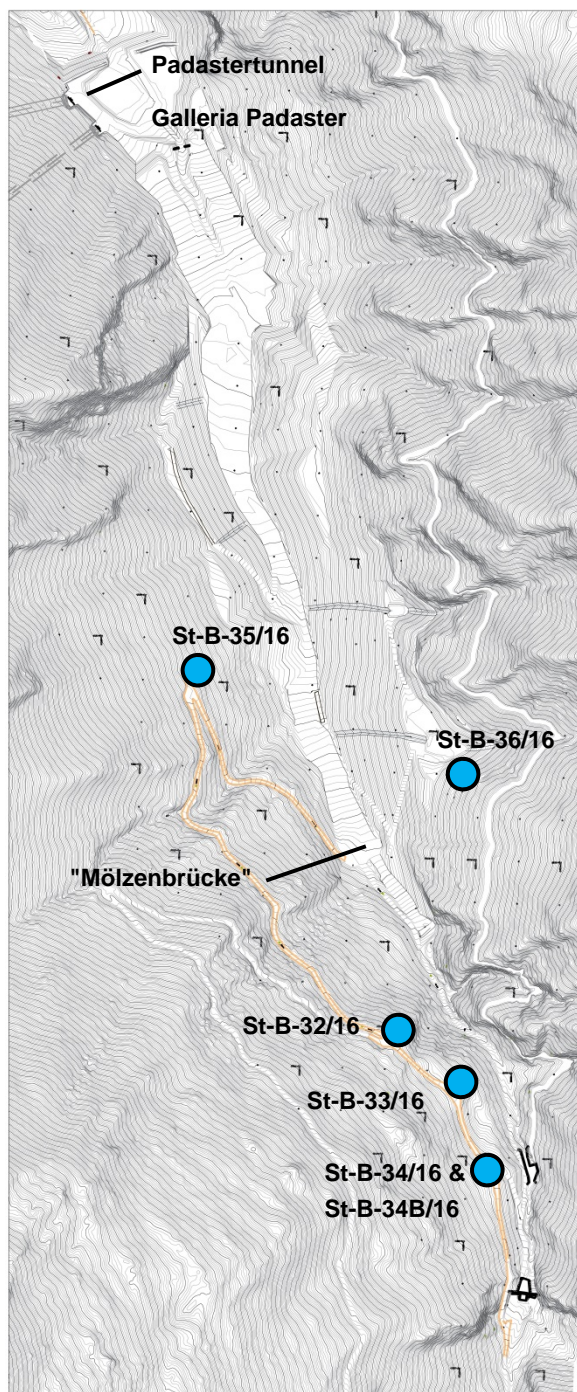 Padastertunnel
Galleria Padaster
St-B-35/16
St-B-36/16
"Mölzenbrücke"
St-B-32/16
St-B-33/16
St-B-34/16 &
St-B-34B/16